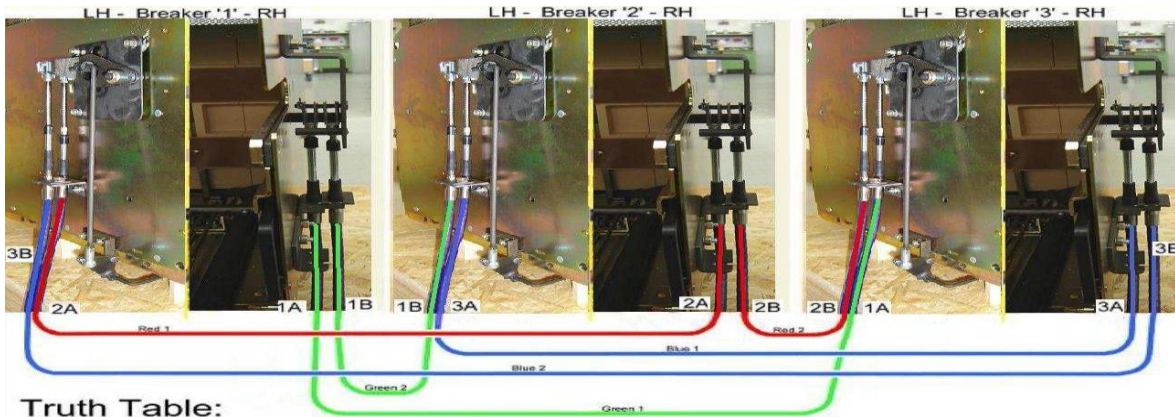 LH - Breaker '1' - RH
LH - Breaker '2' - RH
LH - Breaker '3' - RH
3B
2A
1A
1B
1B
3A
2A
2B
2B
1A
3A
3B
Red 1
Red 2
Blue 1
Blue 2
Green 2
Green 1
Truth Table: